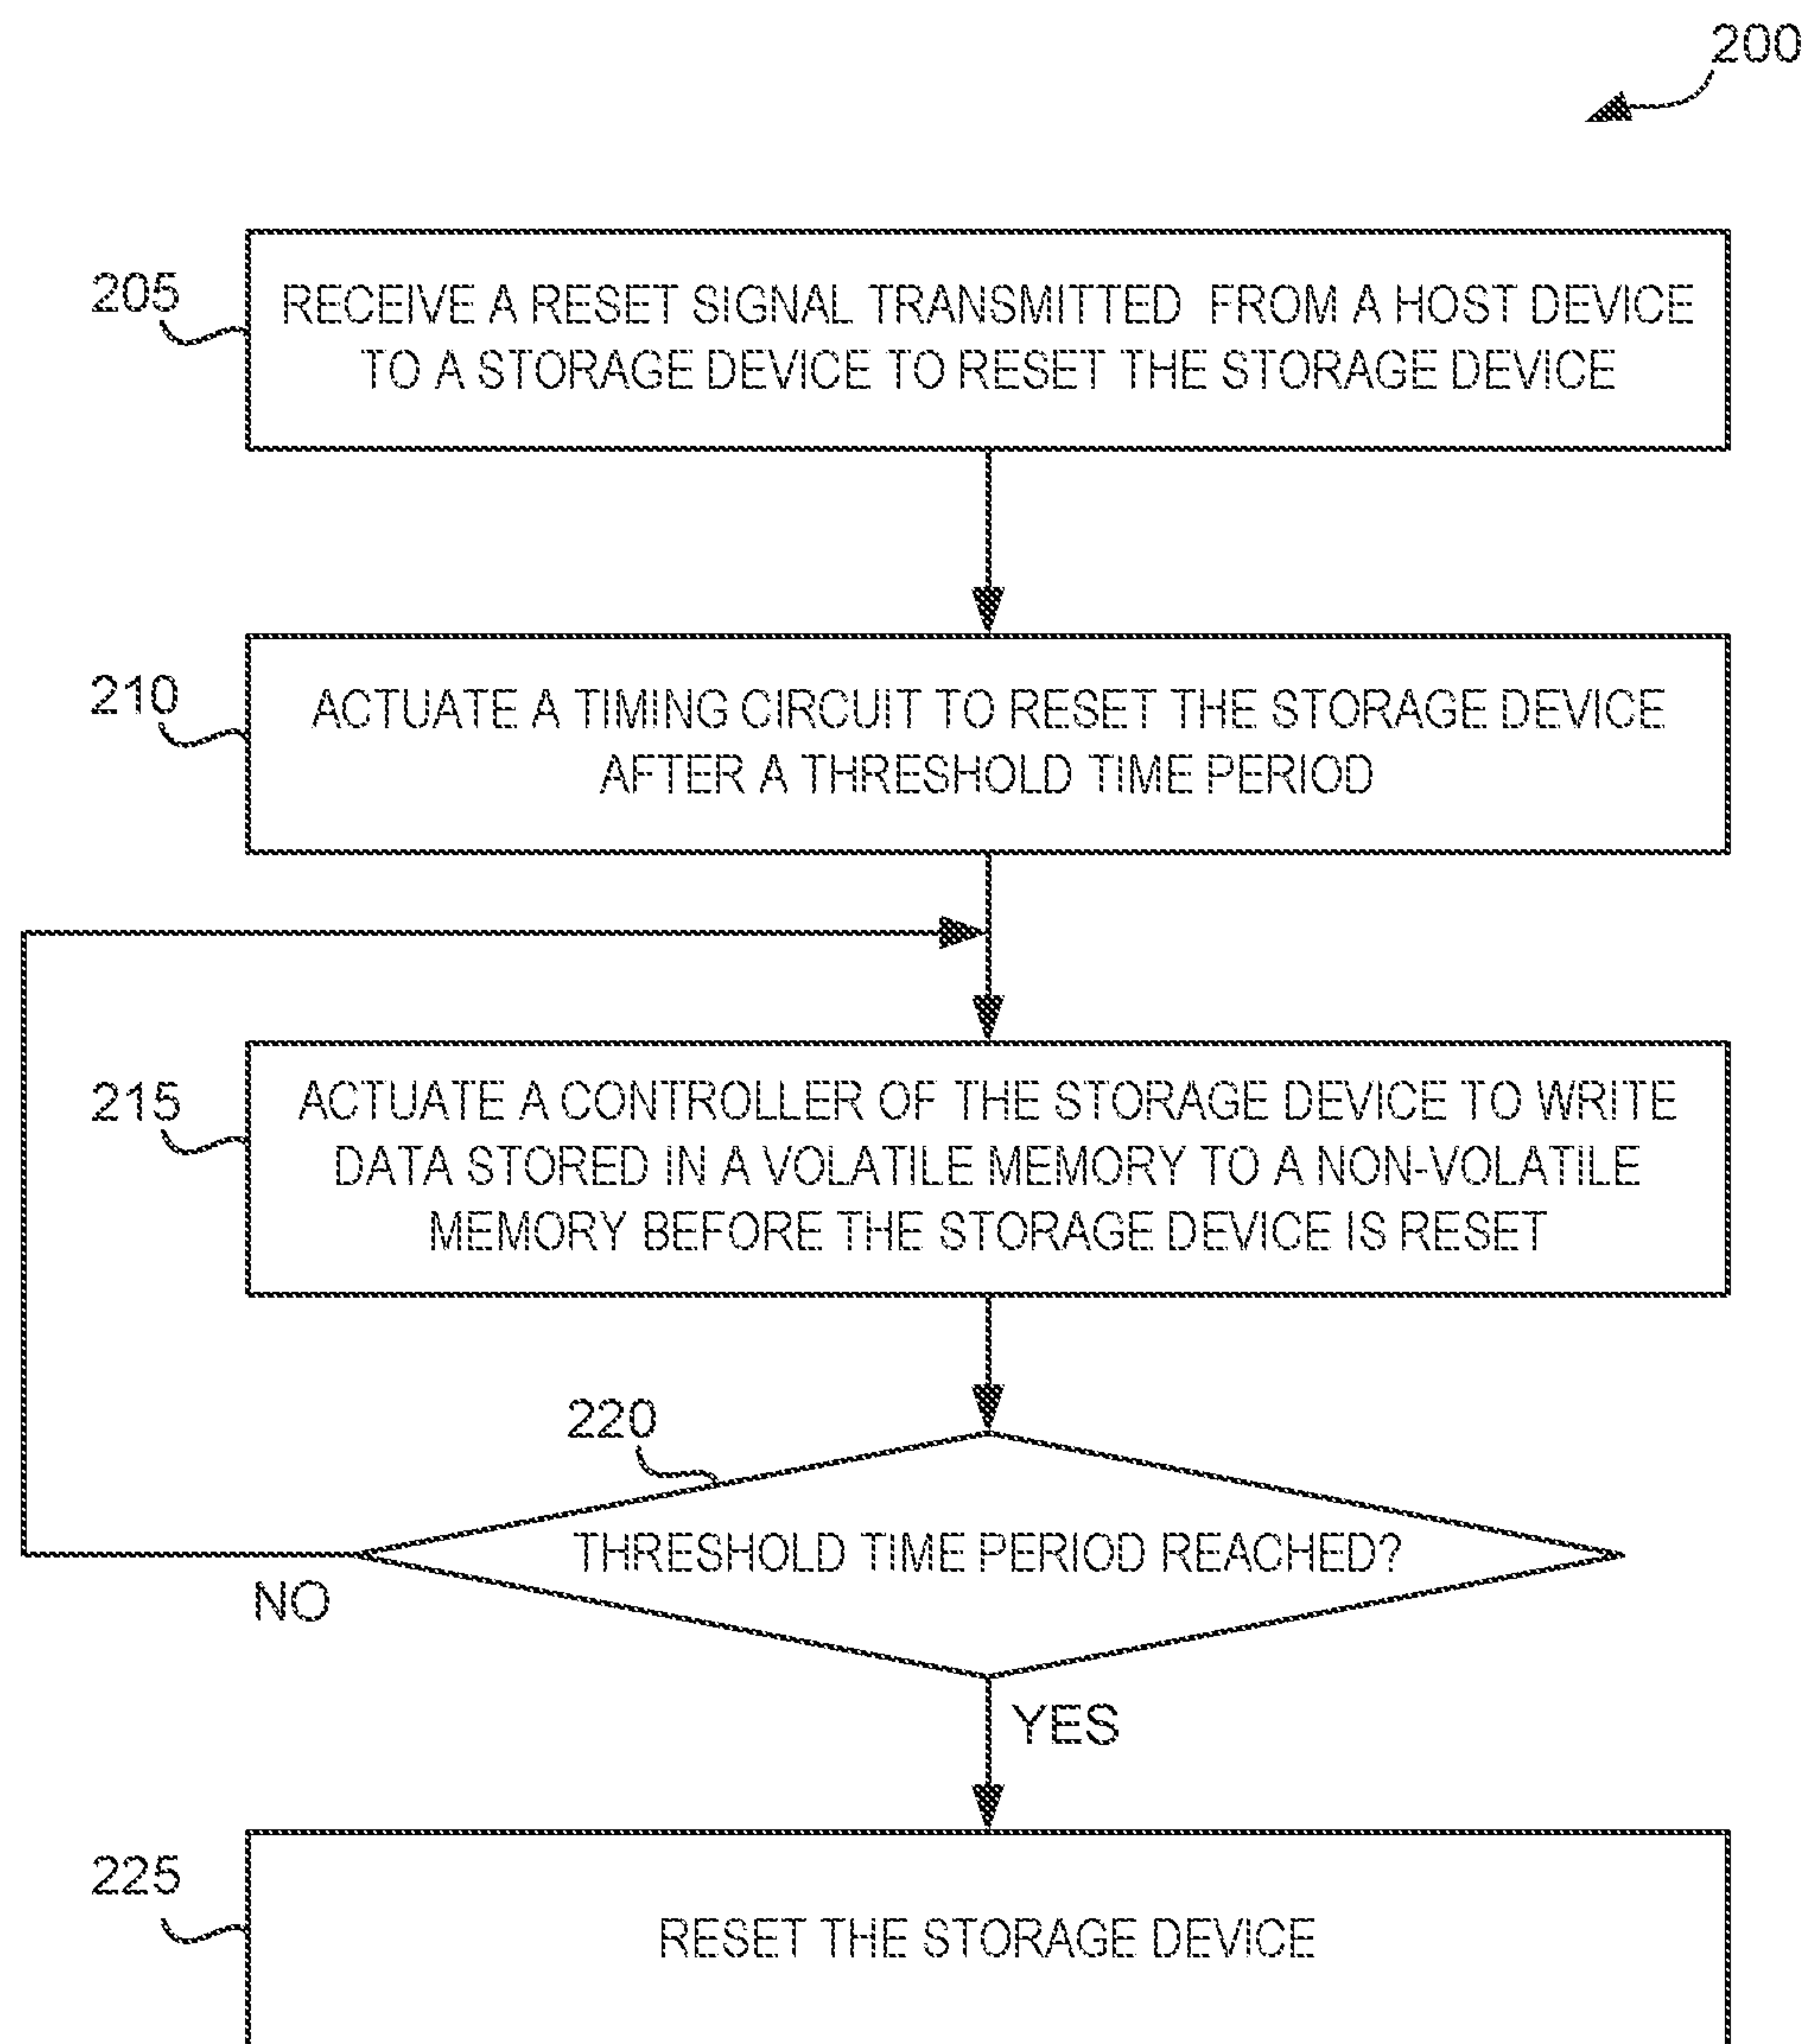 200
205
RECEIVE A RESET SIGNAL TRANSMITTED FROM A HOST DEVICE
TO A STORAGE DEVICE TO RESET THE STORAGE DEVICE
210
ACTUATE A TIMING CIRCUIT TO RESET THE STORAGE DEVICE
AFTER A THRESHOLD TIME PERIOD
215
ACTUATE A CONTROLLER OF THE STORAGE DEVICE TO WRITE
DATA STORED IN A VOLATILE MEMORY TO A NON-VOLATILE
MEMORY BEFORE THE STORAGE DEVICE IS RESET
220
THRESHOLD TIME PERIOD REACHED?
NO
YES
225
RESET THE STORAGE DEVICE